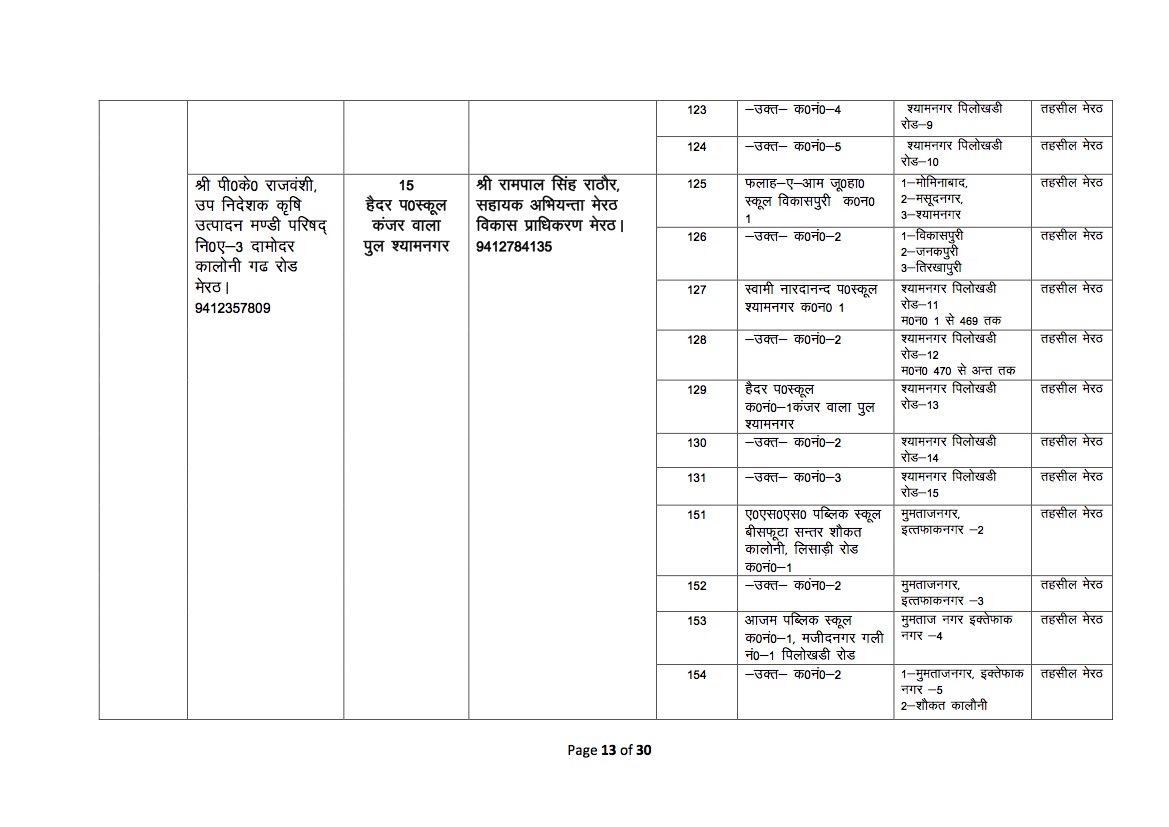 123
–उक्त– क0नं0–4
श्यामनगर पिलोखडी
रोड–9
तहसील मेरठ
124
–उक्त– क0नं0–5
श्यामनगर पिलोखडी
रोड–10
तहसील मेरठ
श्री पी0के0 राजवंशी,
उप निदेशक कृषि
उत्पादन मण्डी परिषद्
नि0ए–3 दामोदर
कालोनी गढ रोड
मेरठ।
9412357809
15
हैदर प0स्कूल
कंजर वाला
पुल श्यामनगर
श्री रामपाल सिंह राठौर,
सहायक अभियन्ता मेरठ
विकास प्राधिकरण मेरठ।
9412784135
125
फलाह–ए–आम जू0हा0
स्कूल विकासपुरी क0न0
1
1–मोमिनाबाद,
2–मसूदनगर,
3–श्यामनगर
तहसील मेरठ
126
–उक्त– क0नं0–2
1–विकासपुरी
2–जनकपुरी
3–तिरखापुरी
तहसील मेरठ
127
स्वामी नारदानन्द प0स्कूल
श्यामनगर क0न0 1
श्यामनगर पिलोखडी
रोड–11
म0न0 1 से 469 तक
तहसील मेरठ
128
–उक्त– क0नं0–2
श्यामनगर पिलोखडी
रोड–12
म0न0 470 से अन्त तक
तहसील मेरठ
129
हैदर प0स्कूल
क0नं0–1कंजर वाला पुल
श्यामनगर
श्यामनगर पिलोखडी
रोड–13
तहसील मेरठ
130
–उक्त– क0नं0–2
श्यामनगर पिलोखडी
रोड–14
तहसील मेरठ
131
–उक्त– क0नं0–3
श्यामनगर पिलोखडी
रोड–15
तहसील मेरठ
151
ए0एस0एस0 पब्लिक स्कूल
बीसफूटा सन्तर शौकत
कालोनी, लिसाड़ी रोड
क0नं0–1
मुमताजनगर,
इत्तफाकनगर –2
तहसील मेरठ
152
–उक्त– क0नं0–2
मुमताजनगर,
इत्तफाकनगर –3
तहसील मेरठ
153
आजम पब्लिक स्कूल
क0नं0–1, मजीदनगर गली
नं0–1 पिलोखडी रोड
मुमताज नगर इक्तेफाक
नगर –4
तहसील मेरठ
154
–उक्त– क0नं0–2
1–मुमताजनगर, इक्तेफाक
नगर –5
2–शौकत कालौनी
तहसील मेरठ
Page 13 of 30